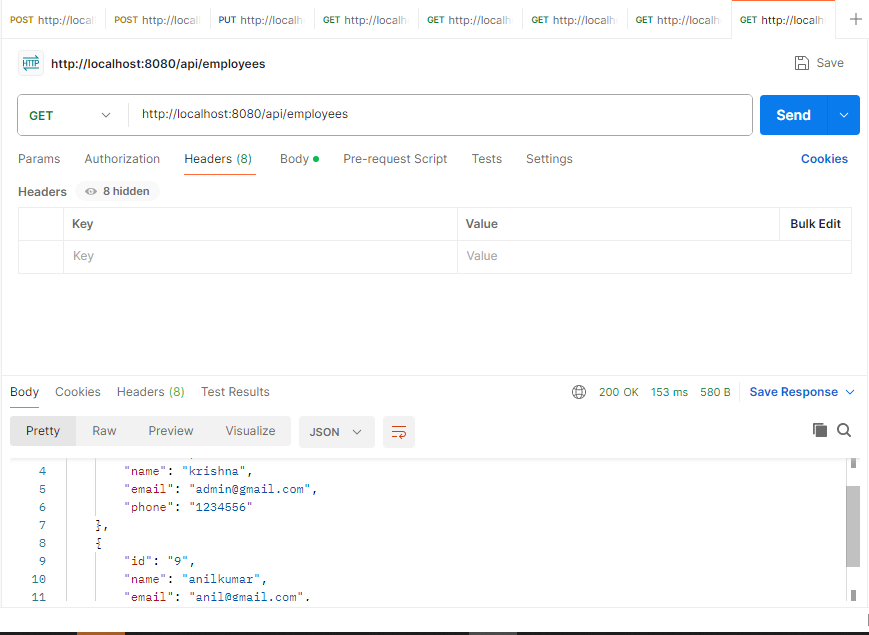 POST http://local POST http://local PUT http://localh GET http://localh GET http://localh GET http://localh GET http://localh GET http://localh
HTTP http://localhost:8080/api/employees Save
GET http://localhost:8080/api/employees Send
Params Authorization Headers (8) Body Pre-request Script Tests Settings Cookies
Headers 8 hidden
Key Value Bulk Edit
Key Value
Body Cookies Headers (8) Test Results 200 OK 153 ms 580 B Save Response
Pretty Raw Preview Visualize JSON
4 "name": "krishna",
5 "email": "admin@gmail.com",
6 "phone": "1234556"
7 },
8 {
9 "id": "9",
10 "name": "anilkumar",
11 "email": "anil@gmail.com",